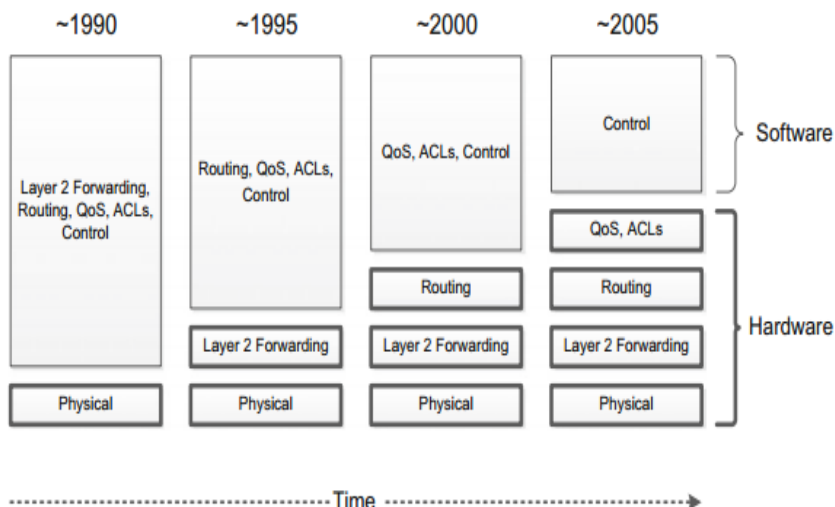 ~1990
~1995
~2000
~2005
Layer 2 Forwarding,
Routing, QoS, ACLs,
Control
Physical
Routing, QoS, ACLs,
Control
Layer 2 Forwarding
Physical
QoS, ACLs, Control
Routing
Layer 2 Forwarding
Physical
Control
QoS, ACLs
Routing
Layer 2 Forwarding
Physical
Software
Hardware
Time